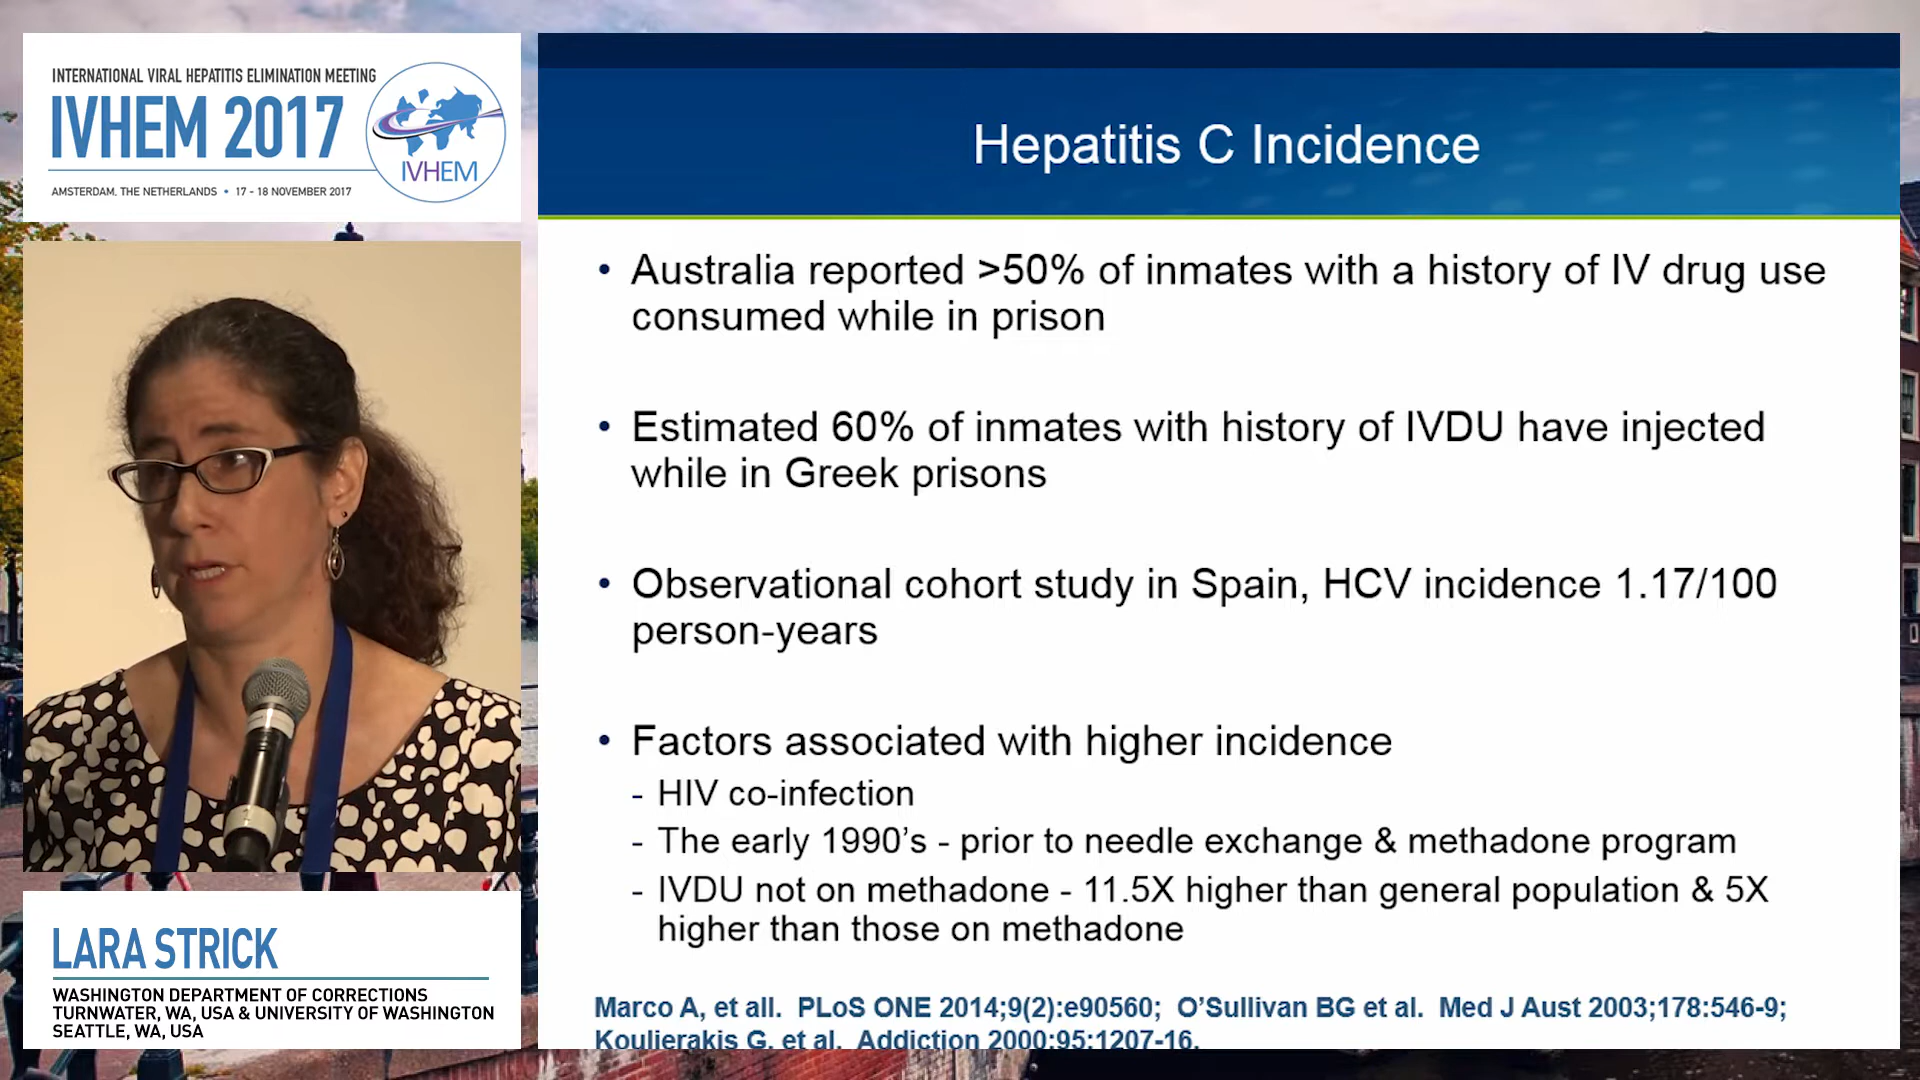 INTERNATIONAL VIRAL HEPATITIS ELIMINATION MEETING
IVHEM 2017
IVHEM
AMSTERDAM, THE NETHERLANDS • 17 - 18 NOVEMBER 2017
Hepatitis C Incidence
• Australia reported >50% of inmates with a history of IV drug use
consumed while in prison
• Estimated 60% of inmates with history of IVDU have injected
while in Greek prisons
• Observational cohort study in Spain, HCV incidence 1.17/100
person-years
• Factors associated with higher incidence
- HIV co-infection
- The early 1990's - prior to needle exchange & methadone program
- IVDU not on methadone - 11.5X higher than general population & 5X
higher than those on methadone
Marco A, et all. PLoS ONE 2014;9(2):e90560; O'Sullivan BG et al. Med J Aust 2003;178:546-9;
Koulierakis G, et al. Addiction 2000;95:1207-16.
LARA STRICK
WASHINGTON DEPARTMENT OF CORRECTIONS
TURNWATER, WA, USA & UNIVERSITY OF WASHINGTON
SEATTLE, WA, USA